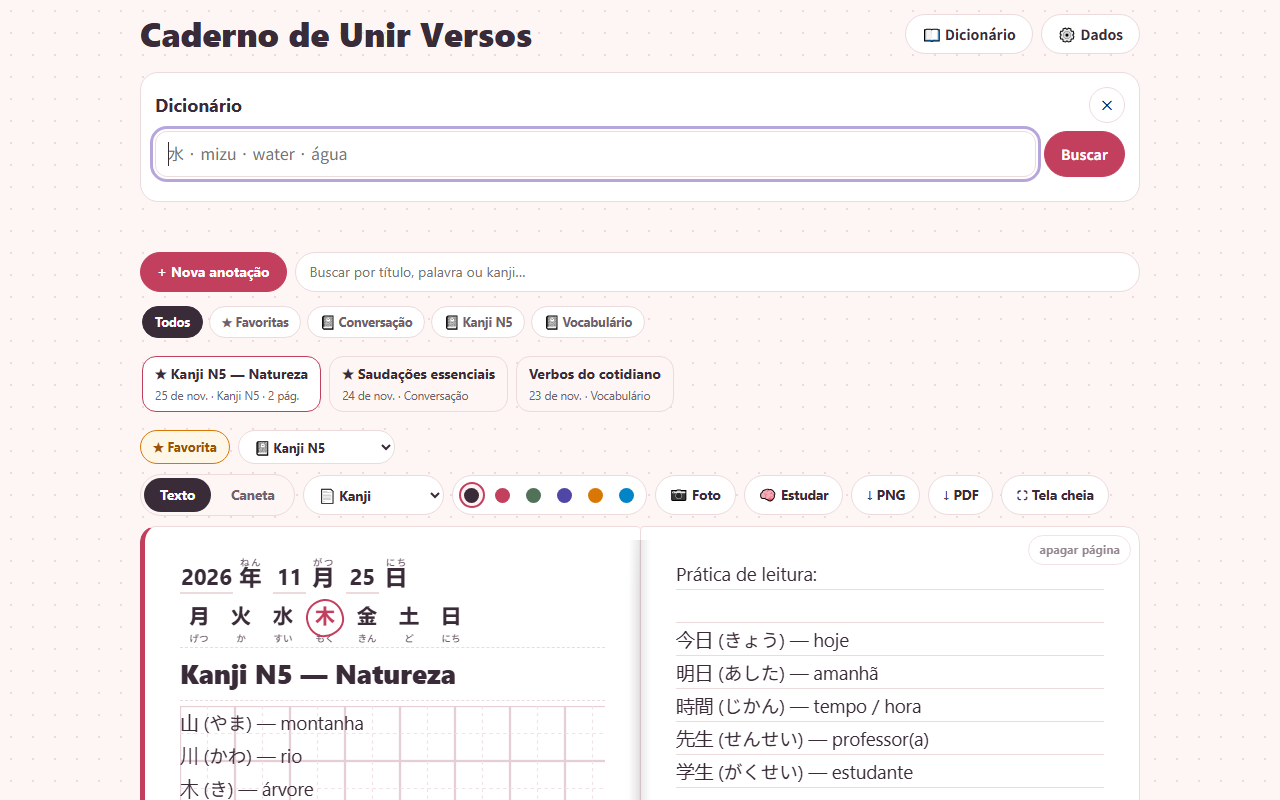 Caderno de Unir Versos
📖 Dicionário
⚙ Dados
Dicionário
×
水 · mizu · water · água
Buscar
+ Nova anotação
Buscar por título, palavra ou kanji...
Todos
★ Favoritas
📓 Conversação
📓 Kanji N5
📓 Vocabulário
★ Kanji N5 — Natureza
25 de nov. · Kanji N5 · 2 pág.
★ Saudações essenciais
24 de nov. · Conversação
Verbos do cotidiano
23 de nov. · Vocabulário
★ Favorita
📓 Kanji N5
Texto
Caneta
📄 Kanji
📷 Foto
🧠 Estudar
↓ PNG
↓ PDF
⛶ Tela cheia
ねん がつ にち
2026 年 11 月 25 日
月 火 水 木 金 土 日
げつ か すい もく きん ど にち
Kanji N5 — Natureza
山 (やま) — montanha
川 (かわ) — rio
木 (き) — árvore
apagar página
Prática de leitura:
今日 (きょう) — hoje
明日 (あした) — amanhã
時間 (じかん) — tempo / hora
先生 (せんせい) — professor(a)
学生 (がくせい) — estudante